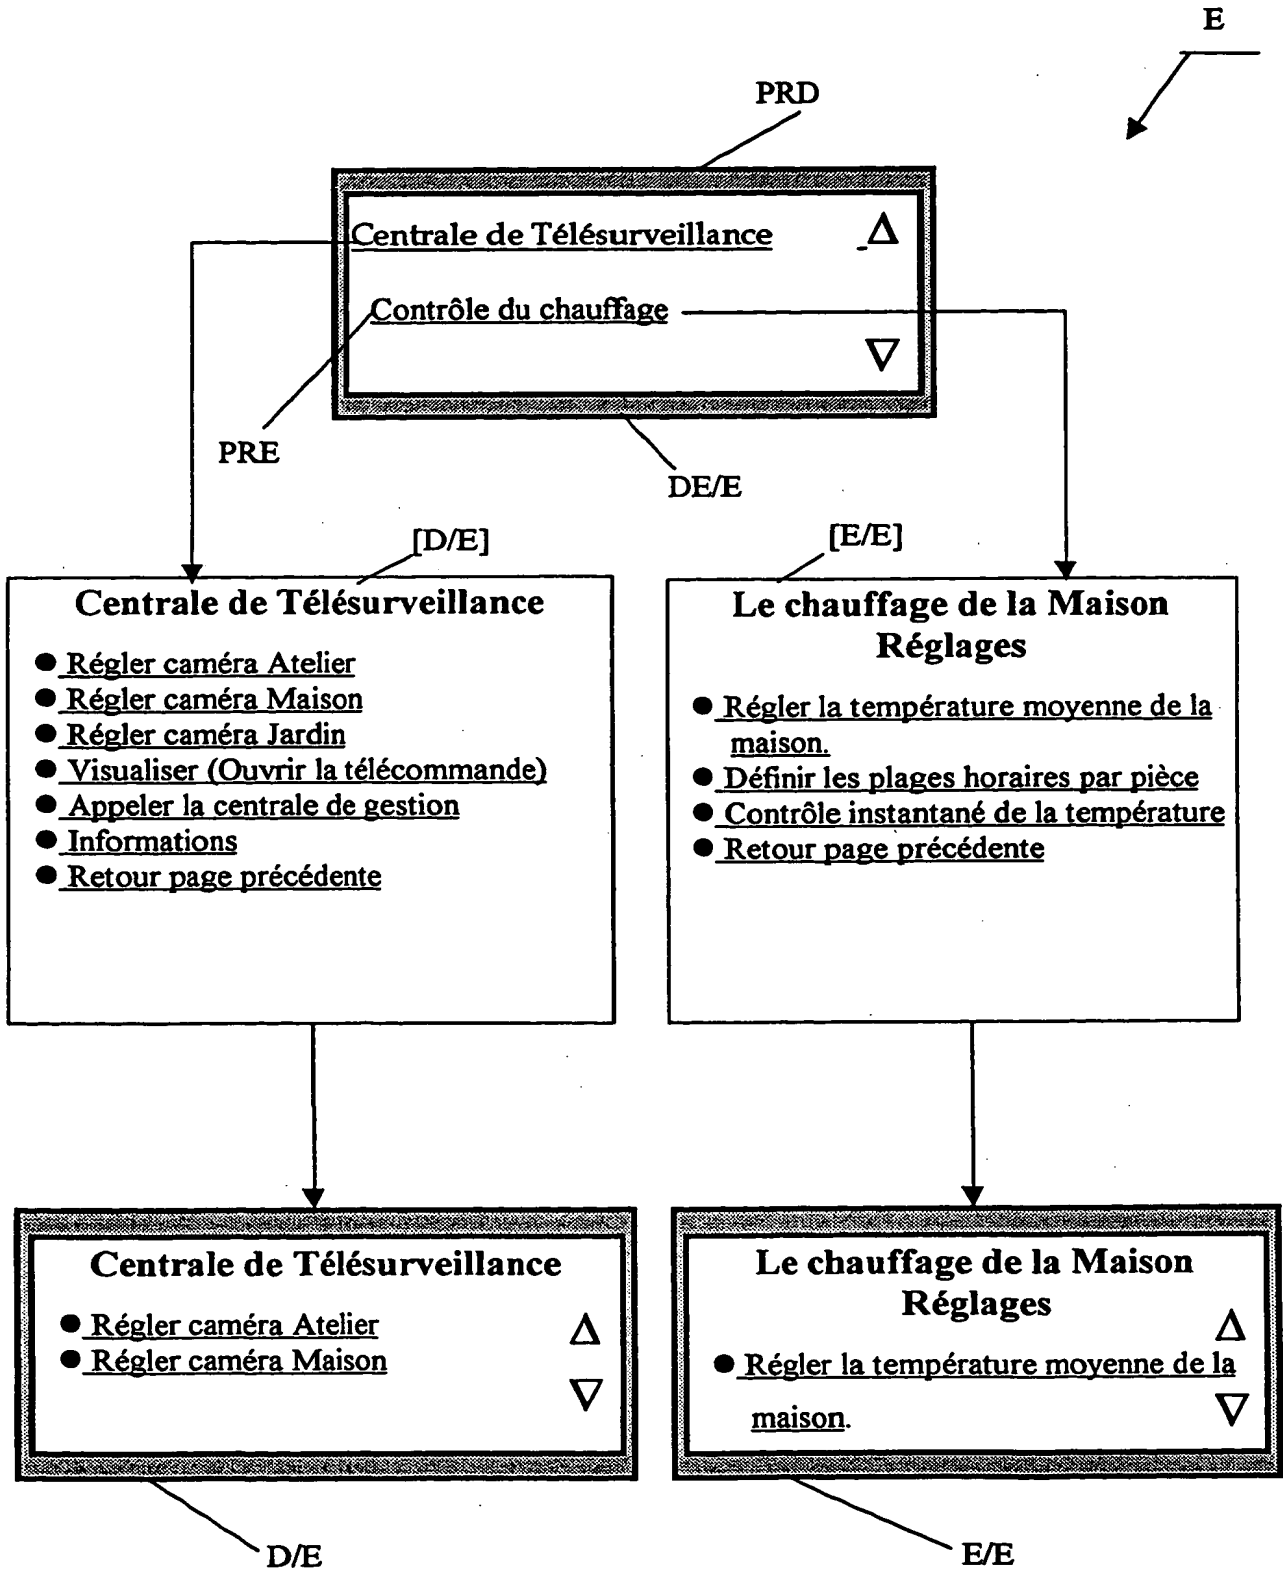 E
PRD
Centrale de Télésurveillance
Contrôle du chauffage
PRE
DE/E
[D/E]
[E/E]
Centrale de Télésurveillance
Régler caméra Atelier
Régler caméra Maison
Régler caméra Jardin
Visualiser (Ouvrir la télécommande)
Appeler la centrale de gestion
Informations
Retour page précédente
Le chauffage de la Maison
Réglages
Régler la température moyenne de la
maison.
Définir les plages horaires par pièce
Contrôle instantané de la température
Retour page précédente
Centrale de Télésurveillance
Régler caméra Atelier
Régler caméra Maison
Le chauffage de la Maison
Réglages
Régler la température moyenne de la
maison.
D/E
E/E